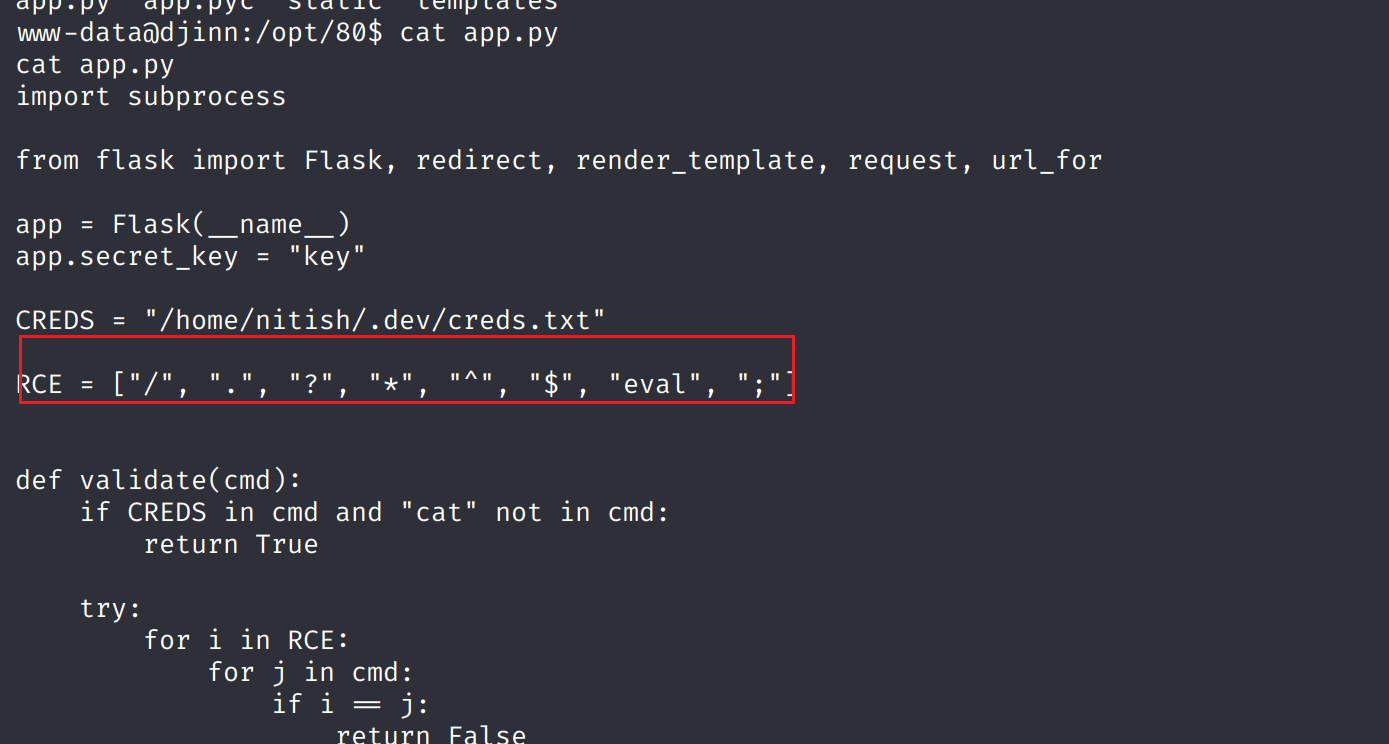 app.py  app.pyc  static  templates
www-data@djinn:/opt/80$ cat app.py
cat app.py
import subprocess

from flask import Flask, redirect, render_template, request, url_for

app = Flask(__name__)
app.secret_key = "key"

CREDS = "/home/nitish/.dev/creds.txt"

RCE = ["/", ".", "?", "*", "^", "$", "eval", ";"]


def validate(cmd):
    if CREDS in cmd and "cat" not in cmd:
        return True

    try:
        for i in RCE:
            for j in cmd:
                if i == j:
                    return False